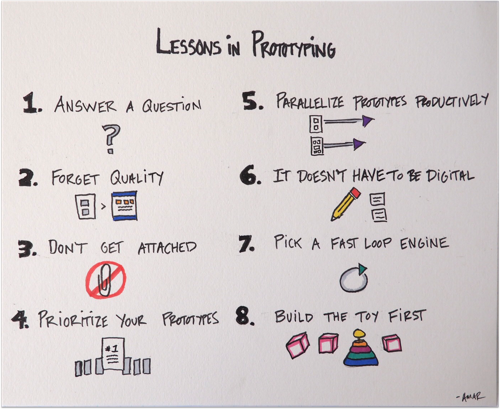 LESSONS IN PROTOTYPING
1. ANSWER A QUESTION
?
2. FORGET QUALITY
>
3. DON'T GET ATTACHED
4. PRIORITIZE YOUR PROTOTYPES
#1
5. PARALLELIZE PROTOTYPES PRODUCTIVELY
6. IT DOESN'T HAVE TO BE DIGITAL
7. PICK A FAST LOOP ENGINE
8. BUILD THE TOY FIRST
-AMAR